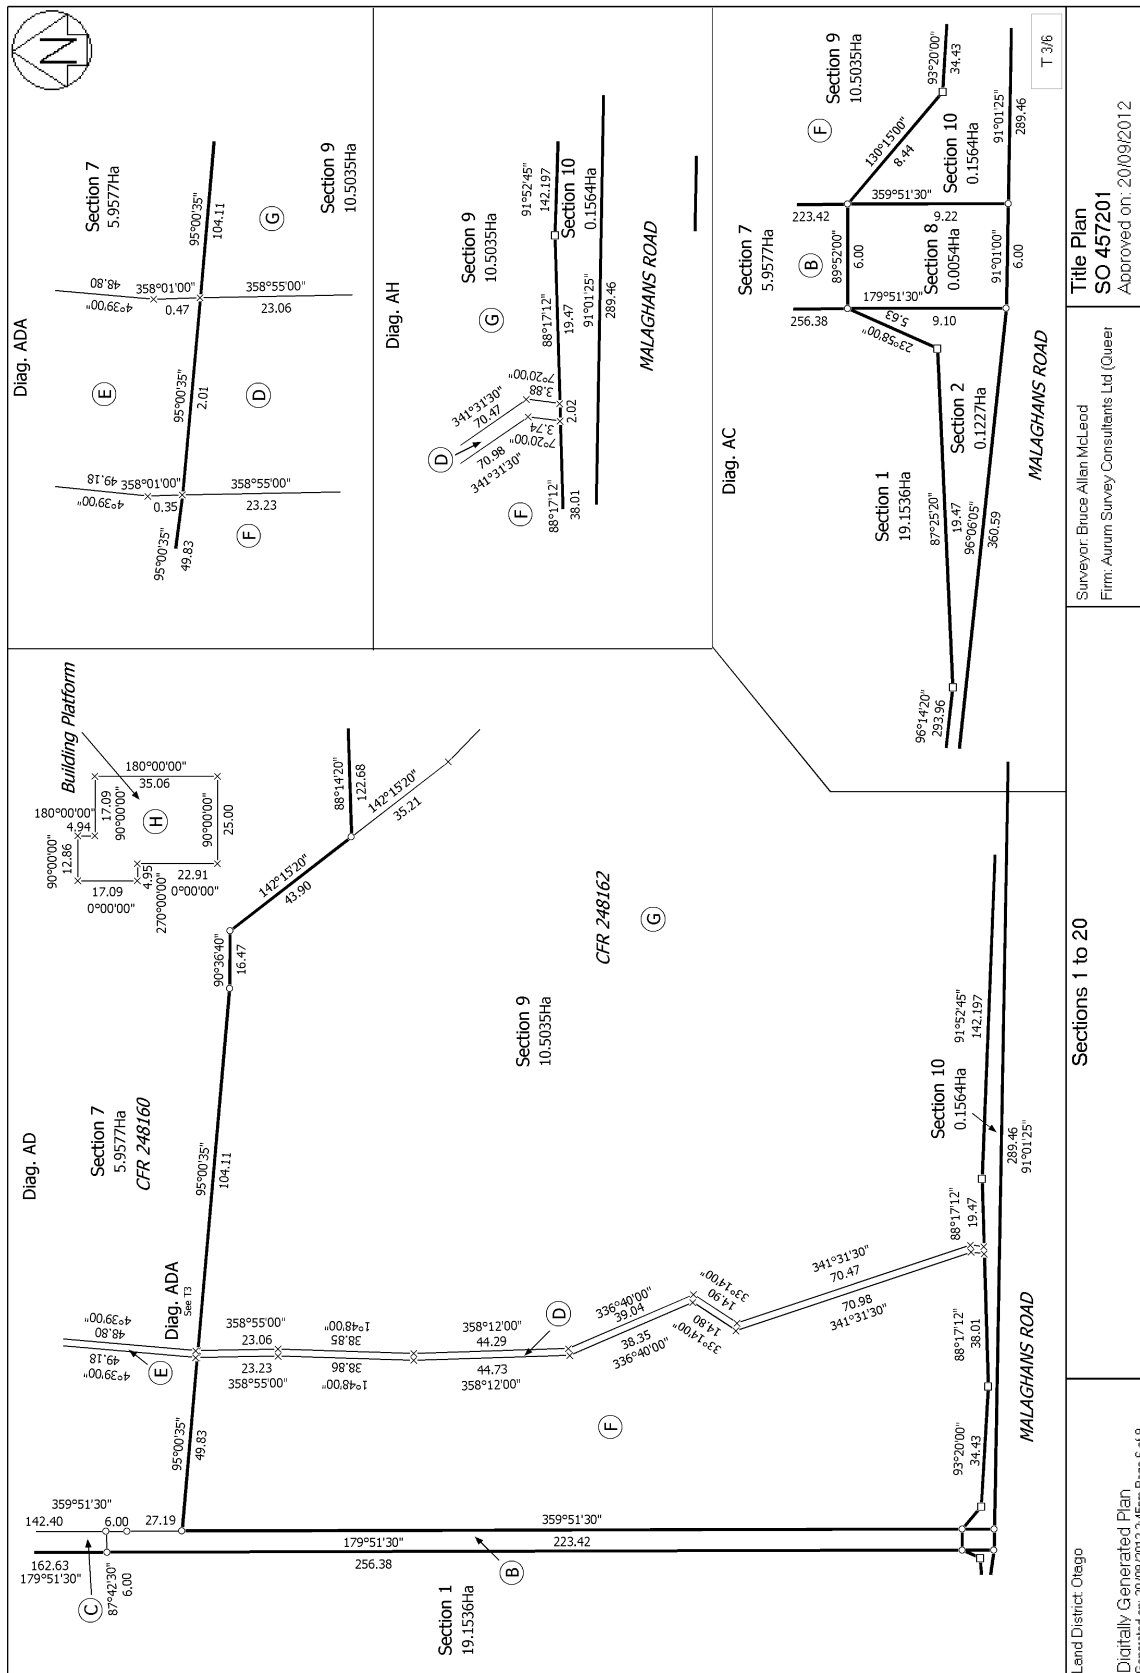 Diag. AD
Section 7
5.9577Ha
CFR 248160
Building Platform
H
90°00'00"
12.86
180°00'00"
4.94
17.09
90°00'00"
180°00'00"
35.06
90°00'00"
25.00
22.91
0°00'00"
4.95
270°00'00"
17.09
0°00'00"
142.40
359°51'30"
6.00
27.19
C
162.63
179°51'30"
87°42'30"
6.00
4°39'00"
48.80
49.18
4°39'00"
E
Diag. ADA
See T3
95°00'35"
49.83
95°00'35"
104.11
90°36'40"
16.47
142°15'20"
43.90
88°14'20"
122.68
142°15'20"
35.21
358°55'00"
23.06
23.23
358°55'00"
1°48'00"
38.85
38.86
1°48'00"
358°12'00"
44.29
44.73
358°12'00"
D
336°40'00"
39.04
38.35
336°40'00"
33°14'00"
14.90
14.80
33°14'00"
341°31'30"
70.47
70.98
341°31'30"
Section 9
10.5035Ha
CFR 248162
G
F
359°51'30"
223.42
179°51'30"
256.38
B
Section 1
19.1536Ha
93°20'00"
34.43
88°17'12"
38.01
88°17'12"
19.47
Section 10
0.1564Ha
91°52'45"
142.197
289.46
91°01'25"
MALAGHANS ROAD
Diag. ADA
N
E
Section 7
5.9577Ha
4°39'00"
49.18
358°01'00"
0.35
4°39'00"
48.80
358°01'00"
0.47
95°00'35"
49.83
95°00'35"
2.01
95°00'35"
104.11
358°55'00"
23.23
358°55'00"
23.06
F
D
G
Section 9
10.5035Ha
Diag. AH
D
341°31'30"
70.47
70.98
341°31'30"
7°20'00"
3.88
3.74
7°20'00"
F
G
Section 9
10.5035Ha
88°17'12"
38.01
2.02
88°17'12"
19.47
91°52'45"
142.197
Section 10
0.1564Ha
91°01'25"
289.46
MALAGHANS ROAD
Diag. AC
Section 7
5.9577Ha
B
F
Section 9
10.5035Ha
256.38
223.42
89°52'00"
6.00
130°15'00"
8.44
93°20'00"
34.43
Section 1
19.1536Ha
23°58'00"
5.63
179°51'30"
9.10
Section 8
0.0054Ha
359°51'30"
9.22
Section 10
0.1564Ha
96°14'20"
293.96
87°25'20"
19.47
96°06'05"
360.59
Section 2
0.1227Ha
91°01'00"
6.00
91°01'25"
289.46
MALAGHANS ROAD
T 3/6
Land District: Otago
Digitally Generated Plan
Sections 1 to 20
Surveyor: Bruce Allan McLeod
Firm: Aurum Survey Consultants Ltd (Queer
Title Plan
SO 457201
Approved on: 20/09/2012